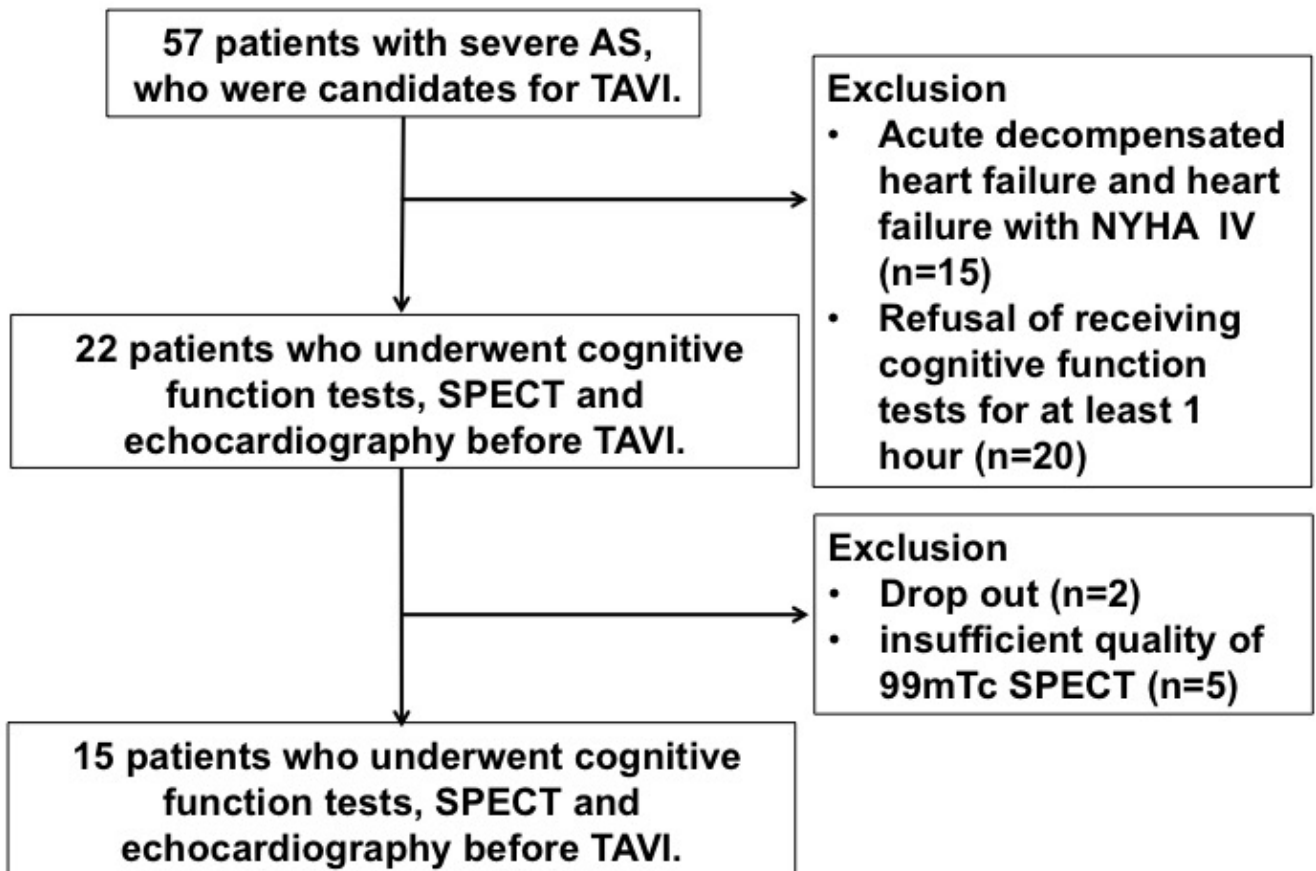 57 patients with severe AS,
who were candidates for TAVI.
Exclusion
• Acute decompensated
heart failure and heart
failure with NYHA IV
(n=15)
• Refusal of receiving
cognitive function
tests for at least 1
hour (n=20)
22 patients who underwent cognitive
function tests, SPECT and
echocardiography before TAVI.
Exclusion
• Drop out (n=2)
• insufficient quality of
99mTc SPECT (n=5)
15 patients who underwent cognitive
function tests, SPECT and
echocardiography before TAVI.